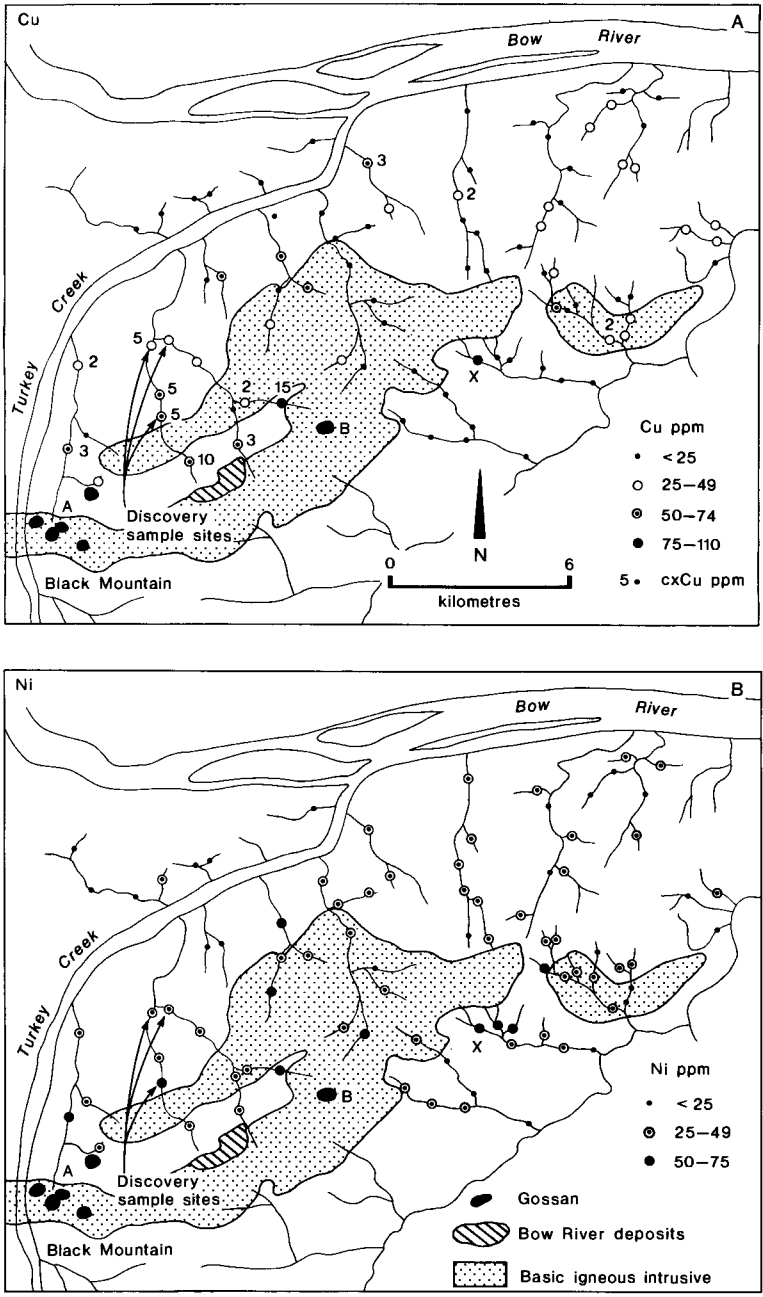 Cu
A
Bow River
3
2
Creek
Turkey
5
2
5
5
2
15
2
X
3
10
3
B
A
Discovery
sample sites
Black Mountain
N
0 6
kilometres
Cu ppm
<25
25–49
50–74
75–110
5 cxCu ppm
Ni
B
Bow River
Creek
Turkey
X
B
A
Discovery
sample sites
Black Mountain
Ni ppm
<25
25–49
50–75
Gossan
Bow River deposits
Basic igneous intrusive